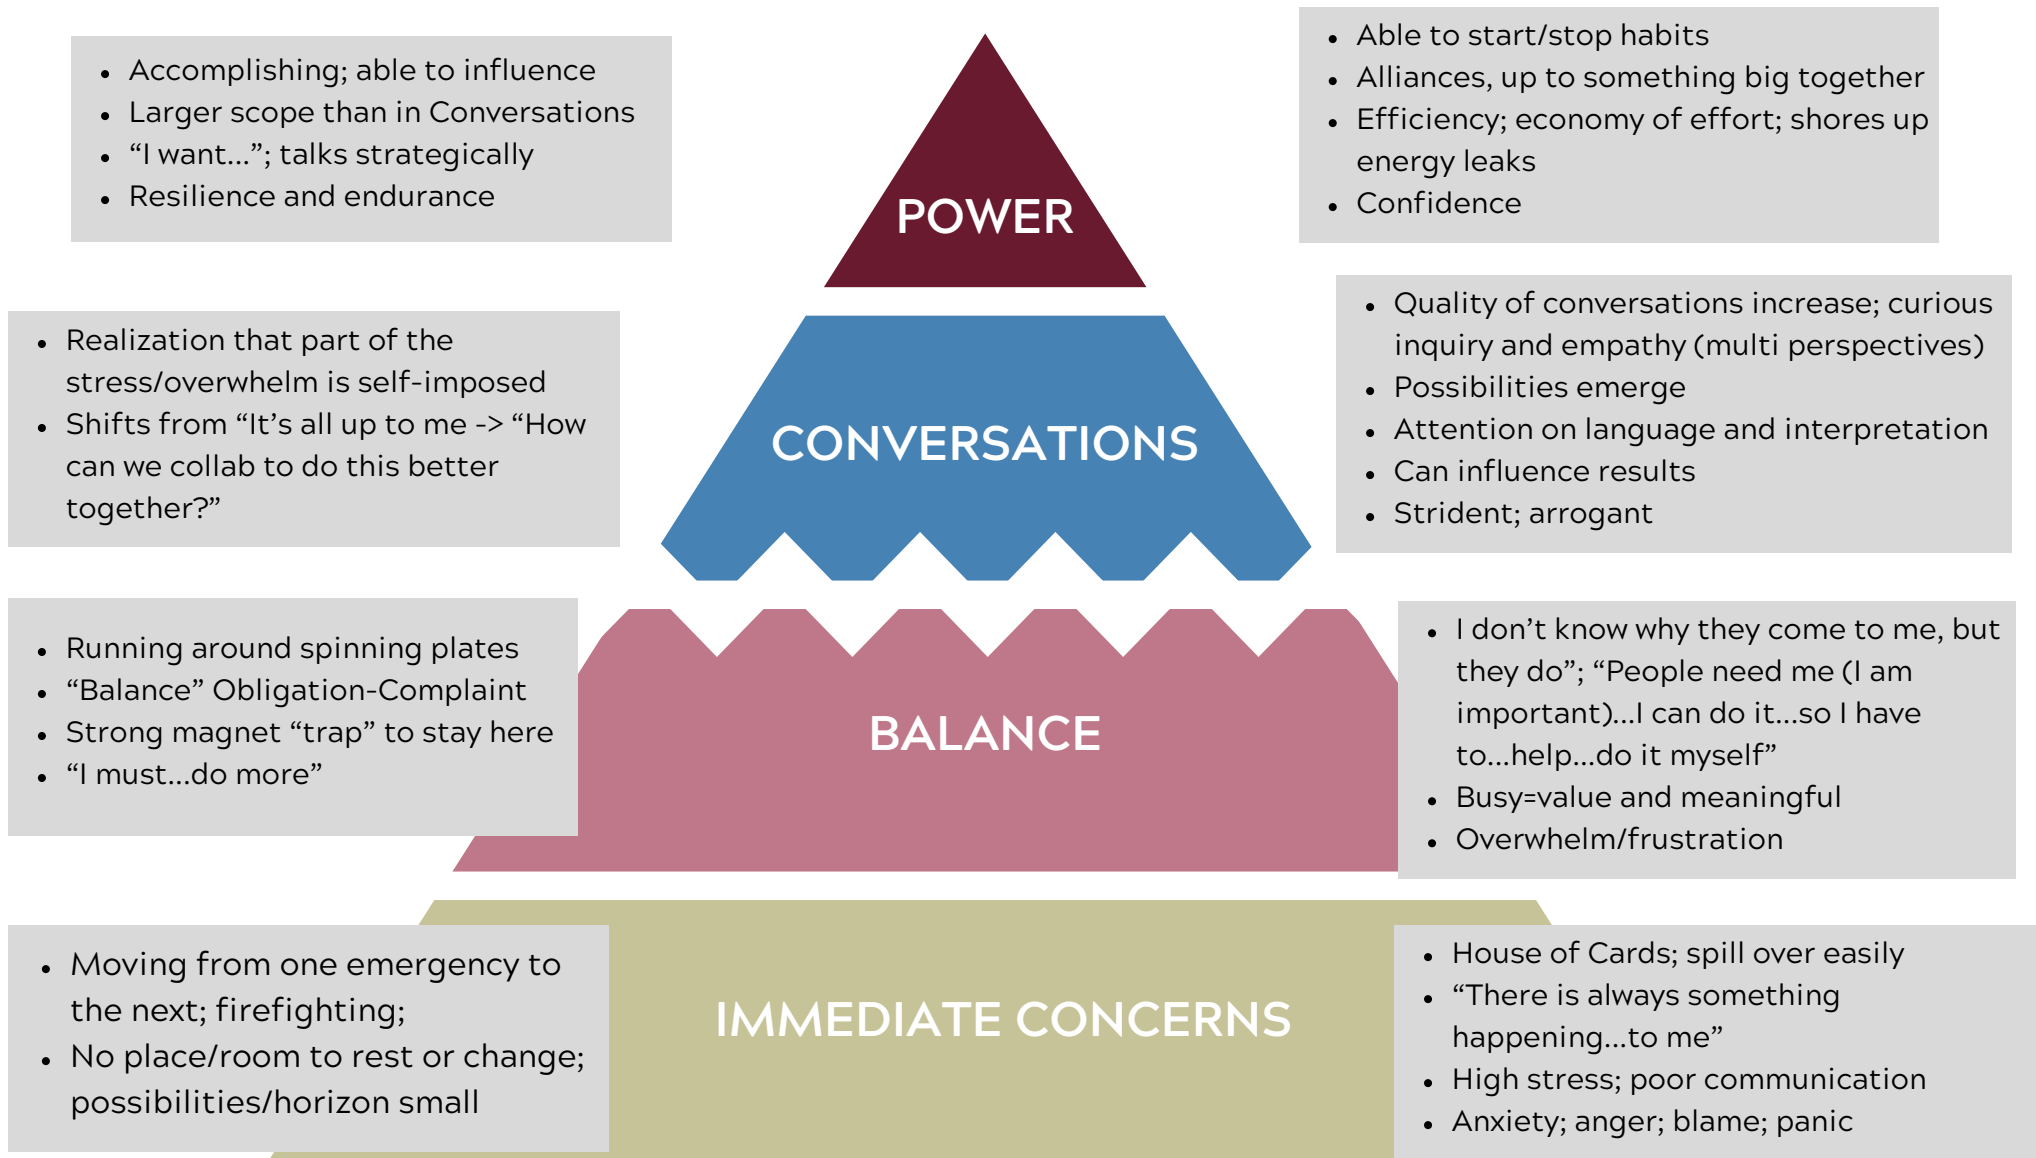 • Accomplishing; able to influence
• Larger scope than in Conversations
• “I want...”; talks strategically
• Resilience and endurance
POWER
• Able to start/stop habits
• Alliances, up to something big together
• Efficiency; economy of effort; shores up
energy leaks
• Confidence
• Realization that part of the
stress/overwhelm is self-imposed
• Shifts from “It’s all up to me -> “How
can we collab to do this better
together?”
CONVERSATIONS
• Quality of conversations increase; curious
inquiry and empathy (multi perspectives)
• Possibilities emerge
• Attention on language and interpretation
• Can influence results
• Strident; arrogant
• Running around spinning plates
• “Balance” Obligation-Complaint
• Strong magnet “trap” to stay here
• “I must...do more”
BALANCE
• I don’t know why they come to me, but
they do”; “People need me (I am
important)...I can do it...so I have
to...help...do it myself”
• Busy=value and meaningful
• Overwhelm/frustration
• Moving from one emergency to
the next; firefighting;
• No place/room to rest or change;
possibilities/horizon small
IMMEDIATE CONCERNS
• House of Cards; spill over easily
• “There is always something
happening...to me”
• High stress; poor communication
• Anxiety; anger; blame; panic